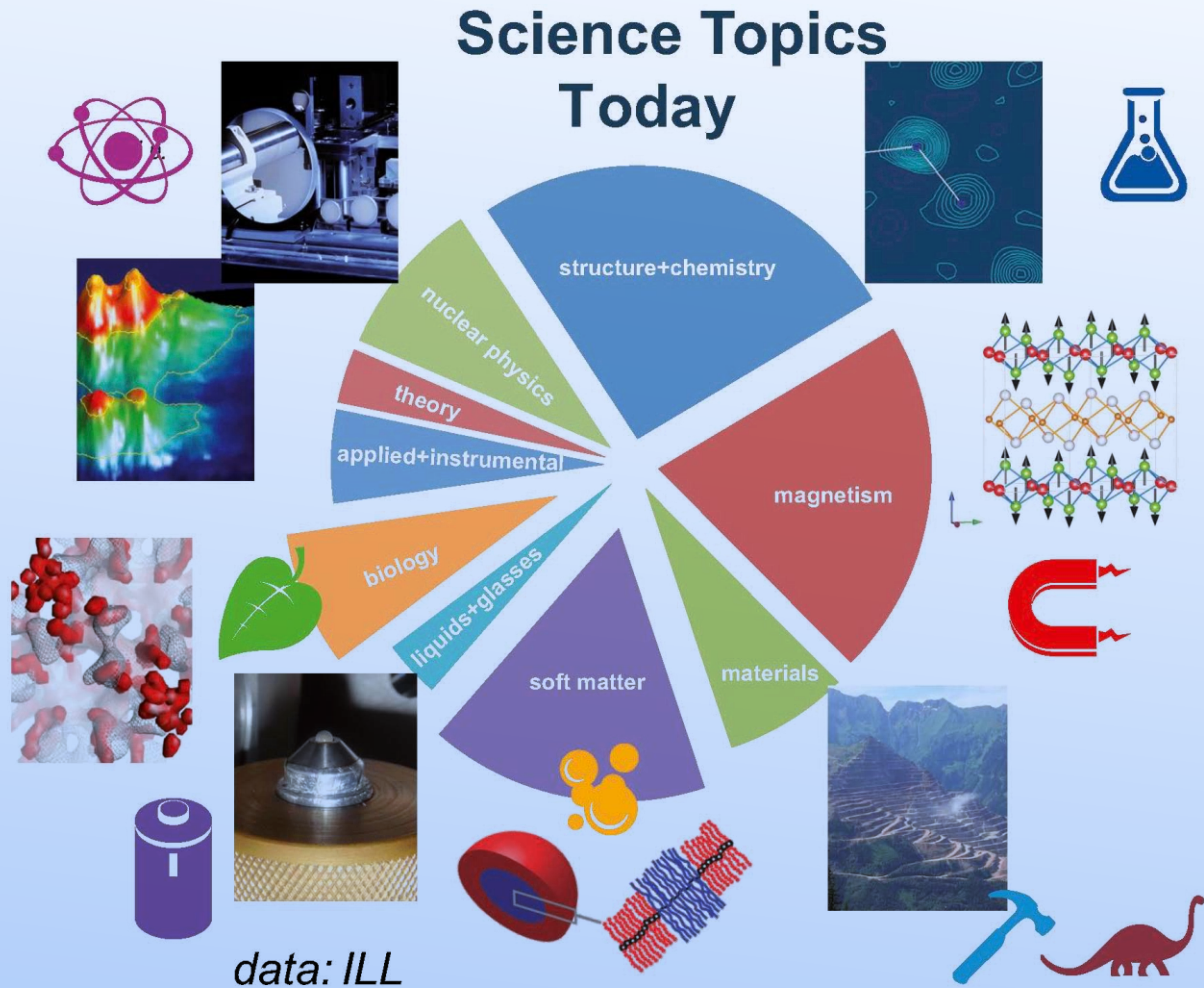 Science Topics
Today
structure+chemistry
magnetism
materials
soft matter
liquids+glasses
biology
applied+instrumental
theory
nuclear physics
data: ILL